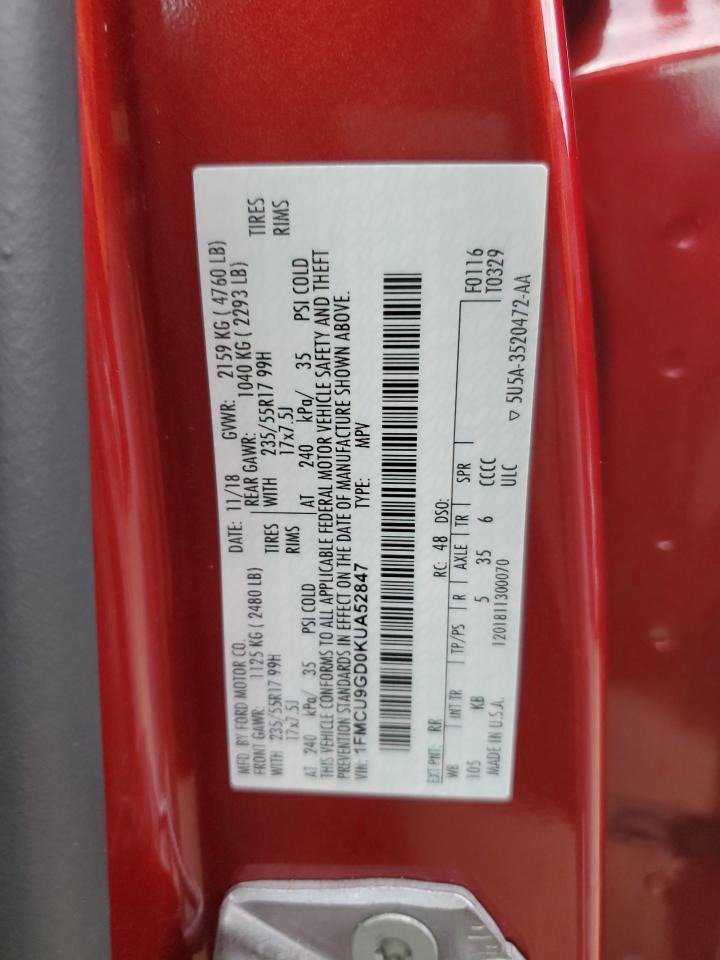 MFD. BY FORD MOTOR CO.
DATE: 11/18 GVWR: 2159 KG ( 4760 LB)
FRONT GAWR: 1125 KG ( 2480 LB) REAR GAWR: 1040 KG ( 2293 LB)
WITH 235/55R17 99H TIRES WITH 235/55R17 99H TIRES
17x7.5J RIMS 17x7.5J RIMS
AT 240 kPa/ 35 PSI COLD AT 240 kPa/ 35 PSI COLD
THIS VEHICLE CONFORMS TO ALL APPLICABLE FEDERAL MOTOR VEHICLE SAFETY AND THEFT
PREVENTION STANDARDS IN EFFECT ON THE DATE OF MANUFACTURE SHOWN ABOVE.
VIN: 1FMCU9GD0KUA52847 TYPE: MPV
EXT PNT: RR RC: 48 DSO: F0116
WB INT TR TP/PS R AXLE TR SPR T0329
105 KB 5 35 6 CCCC
MADE IN U.S.A. 1201811300070 ULC ▽ 5U5A-3520472-AA